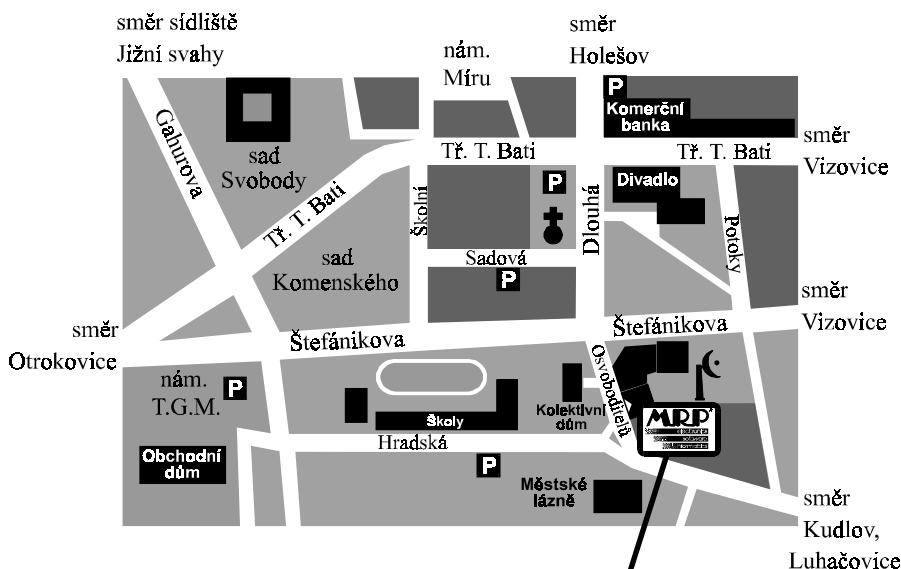 směr sídliště
Jižní svahy
nám.
Míru
směr
Holešov
P
Komerční
banka
směr
Vizovice
Gahurova
sad
Svobody
Tř. T. Bati
Tř. T. Bati
Tř. T. Bati
Školní
P
Dlouhá
Divadlo
Potoky
sad
Komenského
Sadová
P
směr
Vizovice
směr
Otrokovice
Štefánikova
Štefánikova
Osvoboditelů
nám.
T.G.M.
P
Školy
Kolektivní
dům
MRP
Hradská
Obchodní
dům
P
Městské
lázně
směr
Kudlov,
Luhačovice